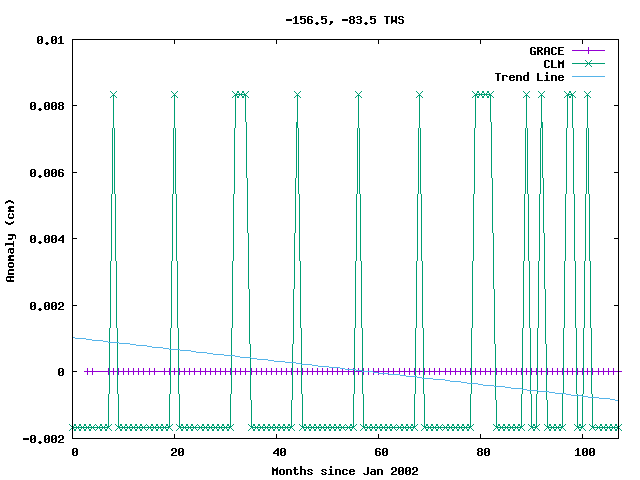 -156.5, -83.5 TWS
0.01
GRACE
CLM
Trend Line
0.008
0.006
0.004
0.002
0
-0.002
Anomaly (cm)
0 20 40 60 80 100
Months since Jan 2002